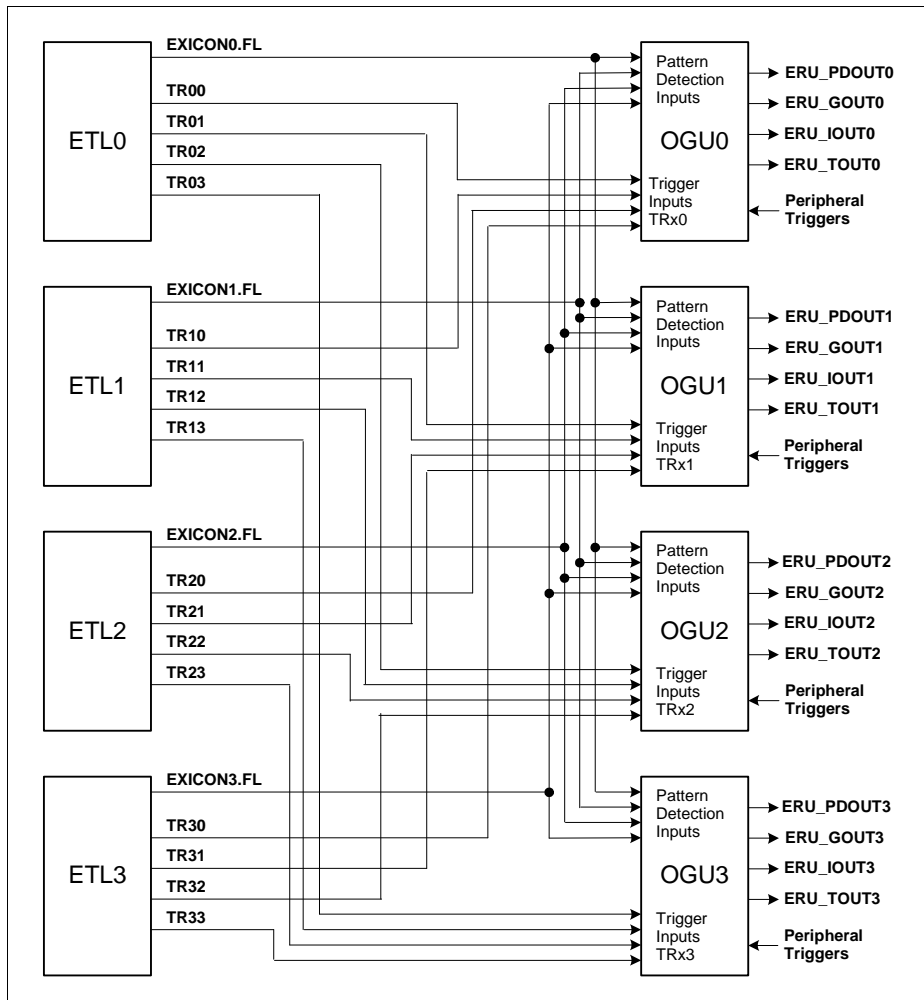 EXICON0.FL
TR00
TR01
TR02
TR03
ETL0
Pattern
Detection
Inputs
OGU0
Trigger
Inputs
TRx0
ERU_PDOUT0
ERU_GOUT0
ERU_IOUT0
ERU_TOUT0
Peripheral
Triggers
EXICON1.FL
TR10
TR11
TR12
TR13
ETL1
Pattern
Detection
Inputs
OGU1
Trigger
Inputs
TRx1
ERU_PDOUT1
ERU_GOUT1
ERU_IOUT1
ERU_TOUT1
Peripheral
Triggers
EXICON2.FL
TR20
TR21
TR22
TR23
ETL2
Pattern
Detection
Inputs
OGU2
Trigger
Inputs
TRx2
ERU_PDOUT2
ERU_GOUT2
ERU_IOUT2
ERU_TOUT2
Peripheral
Triggers
EXICON3.FL
TR30
TR31
TR32
TR33
ETL3
Pattern
Detection
Inputs
OGU3
Trigger
Inputs
TRx3
ERU_PDOUT3
ERU_GOUT3
ERU_IOUT3
ERU_TOUT3
Peripheral
Triggers